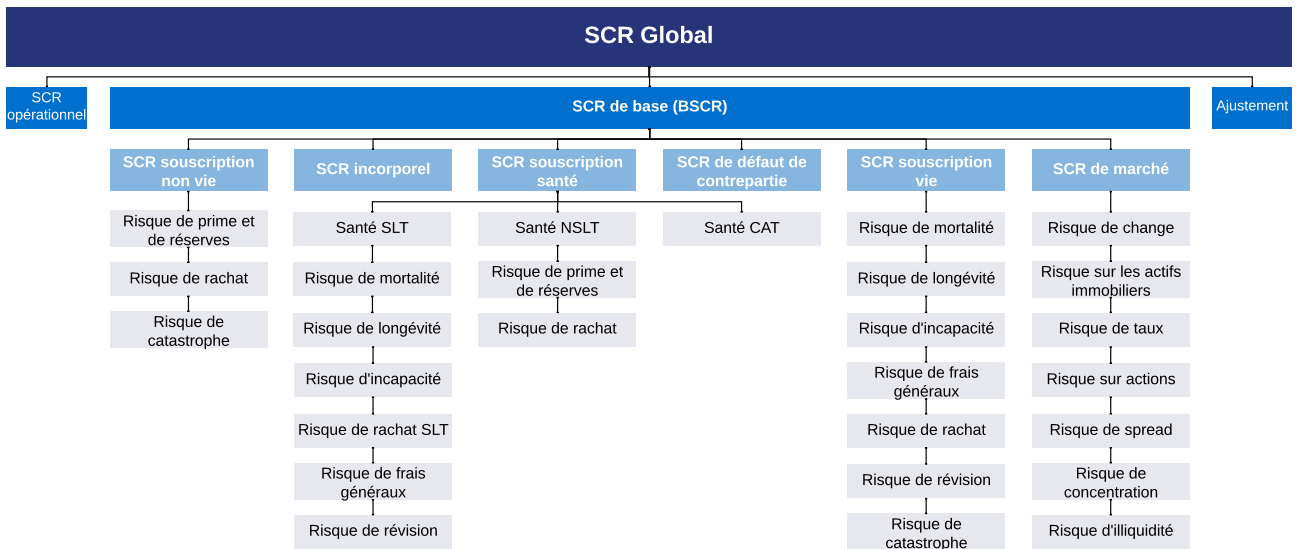 SCR Global
SCR
opérationnel
SCR de base (BSCR)
Ajustement
SCR souscription
non vie
SCR incorporel
SCR souscription
santé
SCR de défaut de
contrepartie
SCR souscription
vie
SCR de marché
Risque de prime et
de réserves
Risque de rachat
Risque de
catastrophe
Santé SLT
Risque de mortalité
Risque de longévité
Risque d'incapacité
Risque de rachat SLT
Risque de frais
généraux
Risque de révision
Santé NSLT
Risque de prime et
de réserves
Risque de rachat
Santé CAT
Risque de mortalité
Risque de longévité
Risque d'incapacité
Risque de frais
généraux
Risque de rachat
Risque de révision
Risque de
catastrophe
Risque de change
Risque sur les actifs
immobiliers
Risque de taux
Risque sur actions
Risque de spread
Risque de
concentration
Risque d'illiquidité